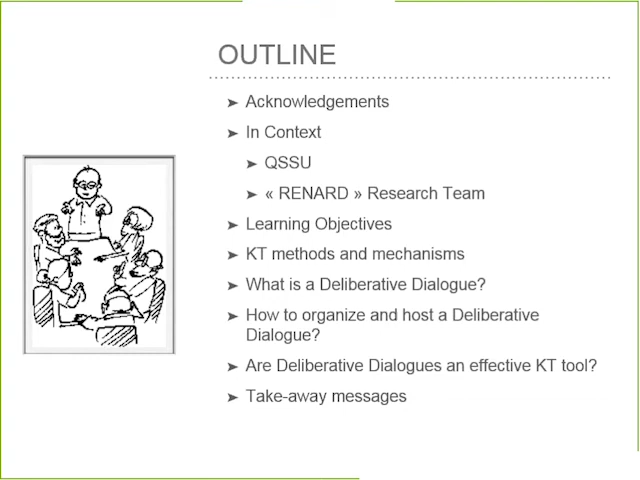 OUTLINE
Acknowledgements
In Context
QSSU
« RENARD » Research Team
Learning Objectives
KT methods and mechanisms
What is a Deliberative Dialogue?
How to organize and host a Deliberative
Dialogue?
Are Deliberative Dialogues an effective KT tool?
Take-away messages